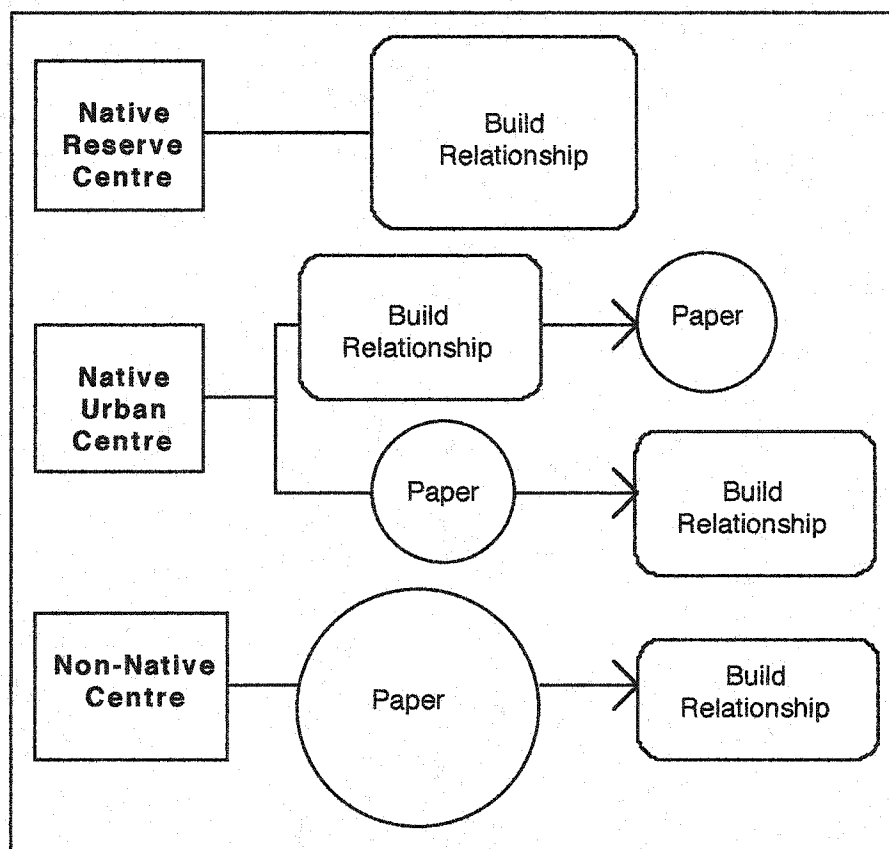 Native
Reserve
Centre
Build
Relationship
Native
Urban
Centre
Build
Relationship
Paper
Paper
Build
Relationship
Non-Native
Centre
Paper
Build
Relationship